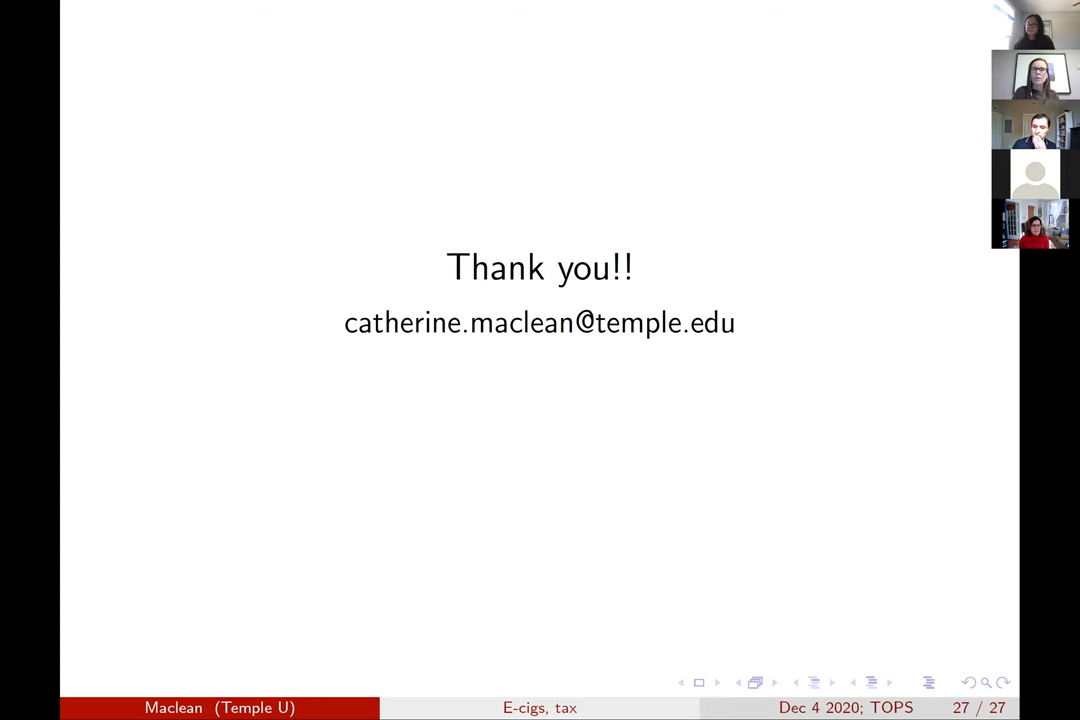 Thank you!!
catherine.maclean@temple.edu
Maclean (Temple U)
E-cigs, tax
Dec 4 2020; TOPS
27 / 27